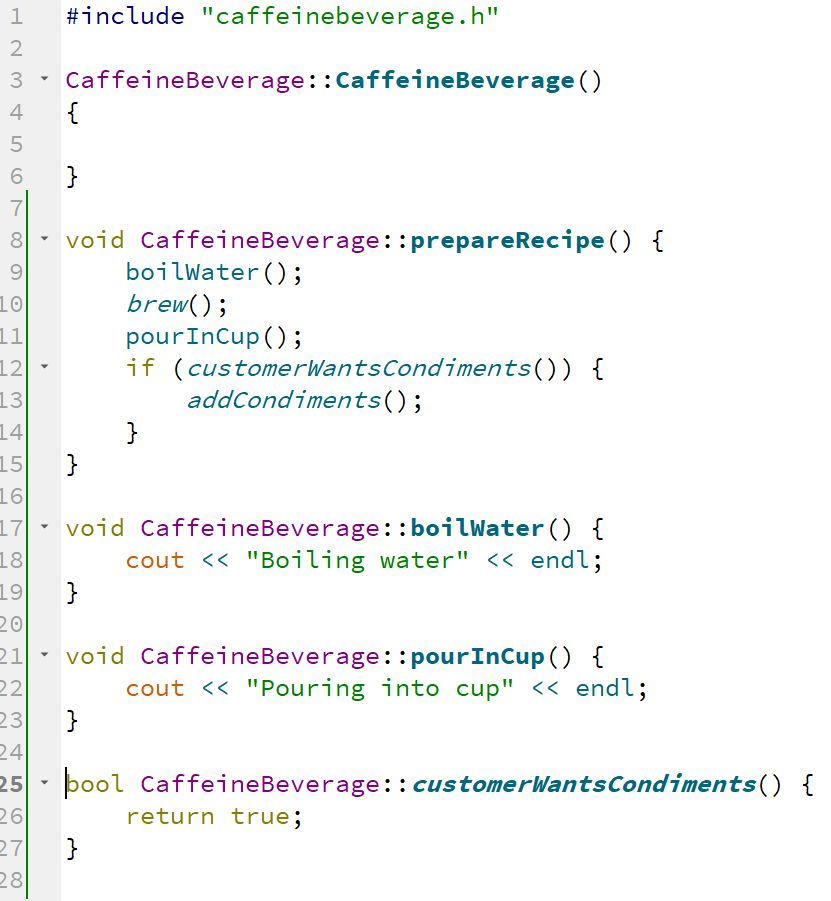 1 #include "caffeinebeverage.h"
2
3 CaffeineBeverage::CaffeineBeverage()
4 {
5
6 }
7
8 void CaffeineBeverage::prepareRecipe() {
9     boilWater();
10     brew();
11     pourInCup();
12     if (customerWantsCondiments()) {
13         addCondiments();
14     }
15 }
16
17 void CaffeineBeverage::boilWater() {
18     cout << "Boiling water" << endl;
19 }
20
21 void CaffeineBeverage::pourInCup() {
22     cout << "Pouring into cup" << endl;
23 }
24
25 bool CaffeineBeverage::customerWantsCondiments() {
26     return true;
27 }
28